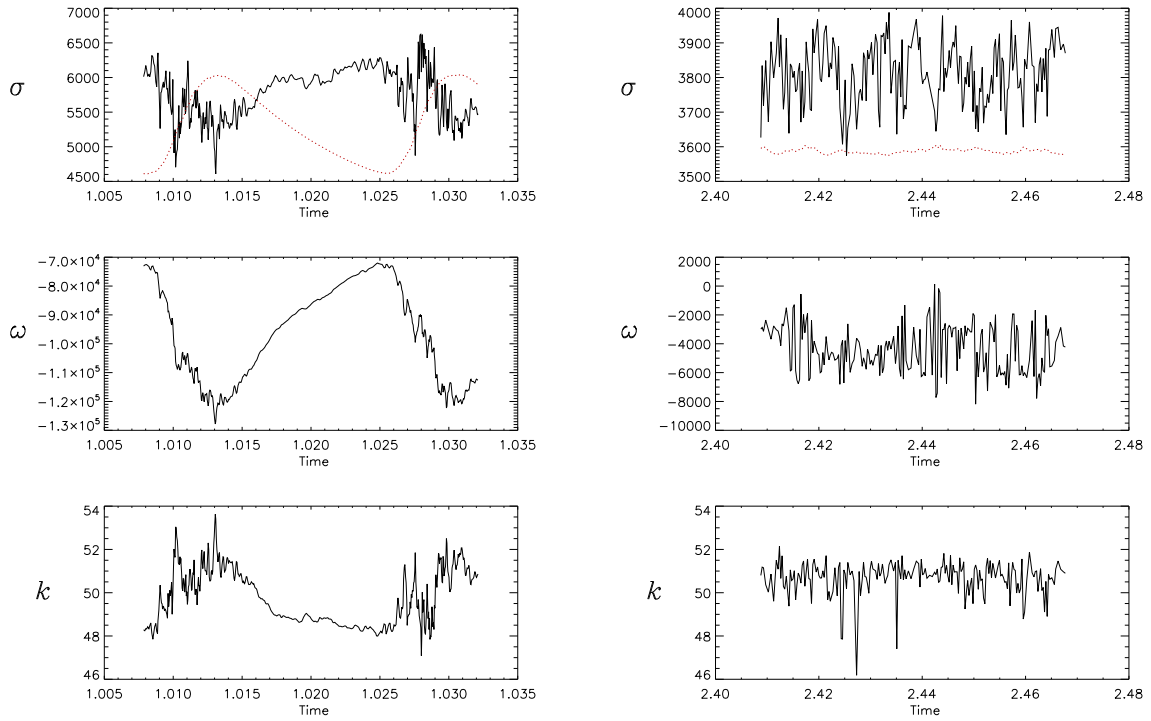 7000
6500
6000
5500
5000
4500
σ
1.005 1.010 1.015 1.020 1.025 1.030 1.035
Time
4000
3900
3800
3700
3600
3500
σ
2.40 2.42 2.44 2.46 2.48
Time
−7.0×10⁴
−8.0×10⁴
−9.0×10⁴
−1.0×10⁵
−1.1×10⁵
−1.2×10⁵
−1.3×10⁵
ω
1.005 1.010 1.015 1.020 1.025 1.030 1.035
Time
2000
0
−2000
−4000
−6000
−8000
−10000
ω
2.40 2.42 2.44 2.46 2.48
Time
54
52
50
48
46
k
1.005 1.010 1.015 1.020 1.025 1.030 1.035
Time
54
52
50
48
46
k
2.40 2.42 2.44 2.46 2.48
Time